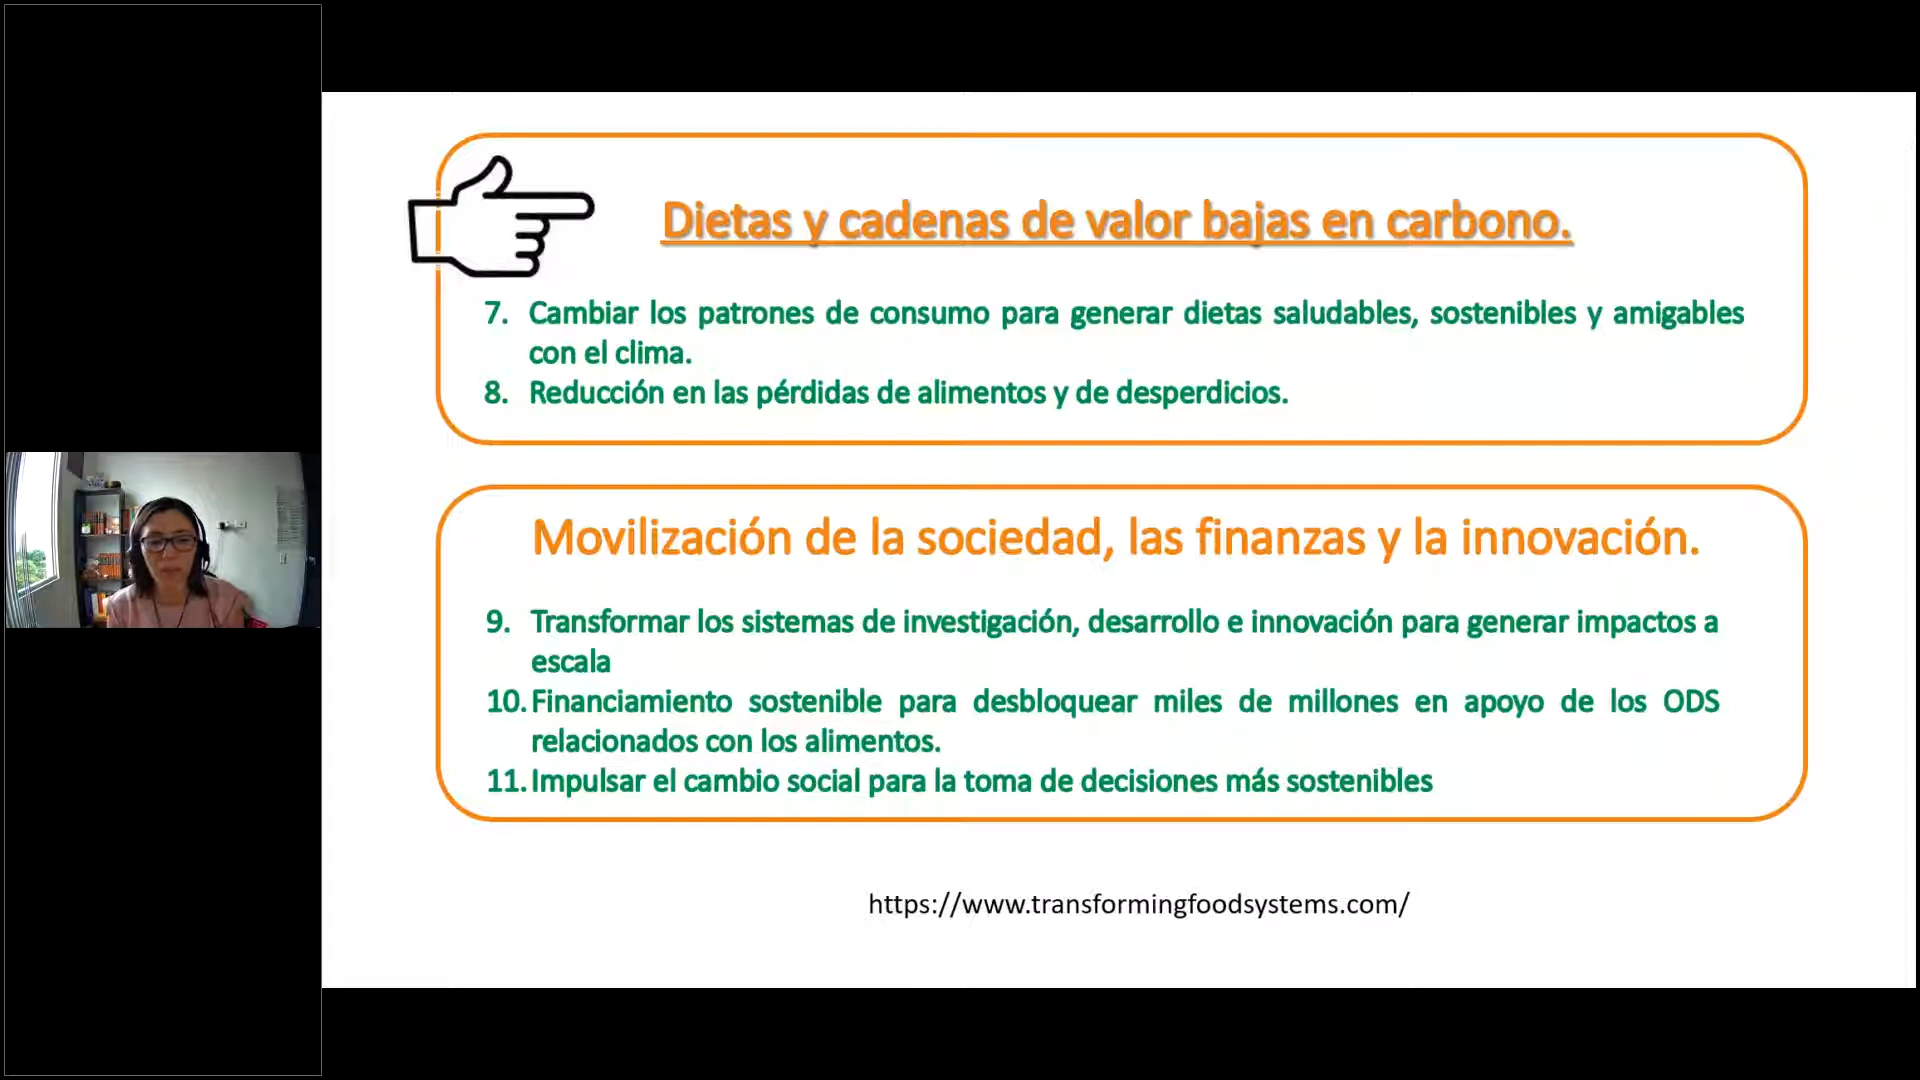 Dietas y cadenas de valor bajas en carbono.
7. Cambiar los patrones de consumo para generar dietas saludables, sostenibles y amigables
con el clima.
8. Reducción en las pérdidas de alimentos y de desperdicios.
Movilización de la sociedad, las finanzas y la innovación.
9. Transformar los sistemas de investigación, desarrollo e innovación para generar impactos a
escala
10. Financiamiento sostenible para desbloquear miles de millones en apoyo de los ODS
relacionados con los alimentos.
11. Impulsar el cambio social para la toma de decisiones más sostenibles
https://www.transformingfoodsystems.com/